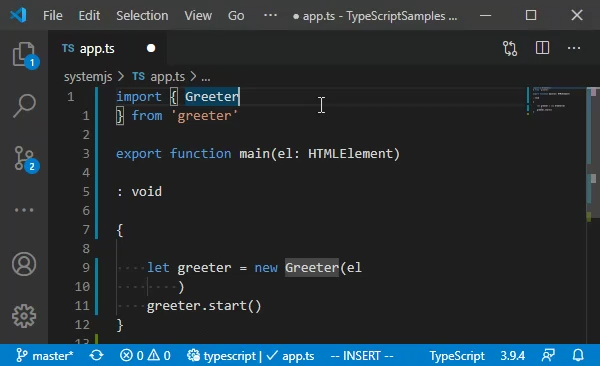 File Edit Selection View Go ··· ● app.ts - TypeScriptSamples ...
TS app.ts ● ···
systemjs > TS app.ts > ...
1 import { Greeter
1 } from 'greeter'
2
3 export function main(el: HTMLElement)
4
5 : void
6
7 {
8
9 let greeter = new Greeter(el
10 )
11 greeter.start()
12 }
13
1
2
master* 0 0 typescript | ✓ app.ts -- INSERT -- TypeScript 3.9.4